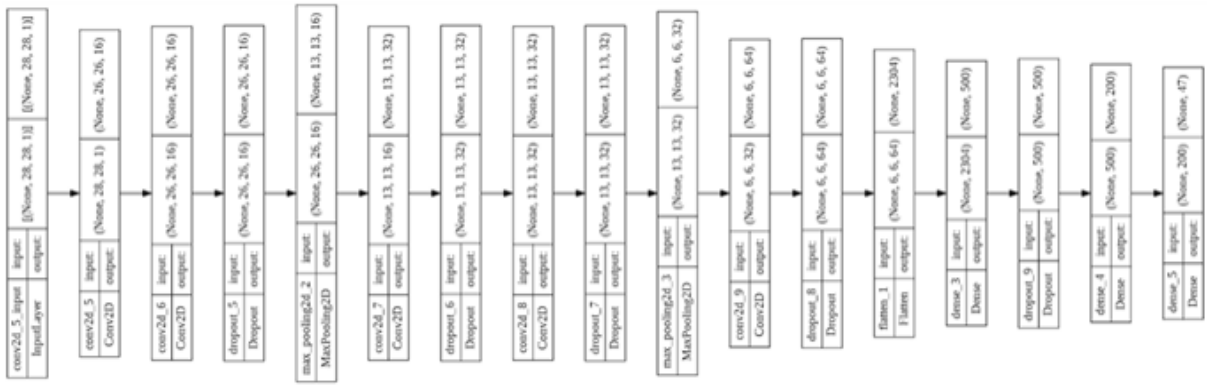 conv2d_5_input input: [(None, 28, 28, 1)] [(None, 28, 28, 1)]
InputLayer output:
conv2d_5 input: (None, 28, 28, 1) (None, 26, 26, 16)
Conv2D output:
conv2d_6 input: (None, 26, 26, 16) (None, 26, 26, 16)
Conv2D output:
dropout_5 input: (None, 26, 26, 16) (None, 26, 26, 16)
Dropout output:
max_pooling2d_2 input: (None, 26, 26, 16) (None, 13, 13, 16)
MaxPooling2D output:
conv2d_7 input: (None, 13, 13, 16) (None, 13, 13, 32)
Conv2D output:
dropout_6 input: (None, 13, 13, 32) (None, 13, 13, 32)
Dropout output:
conv2d_8 input: (None, 13, 13, 32) (None, 13, 13, 32)
Conv2D output:
dropout_7 input: (None, 13, 13, 32) (None, 13, 13, 32)
Dropout output:
max_pooling2d_3 input: (None, 13, 13, 32) (None, 6, 6, 32)
MaxPooling2D output:
conv2d_9 input: (None, 6, 6, 32) (None, 6, 6, 64)
Conv2D output:
dropout_8 input: (None, 6, 6, 64) (None, 6, 6, 64)
Dropout output:
flatten_1 input: (None, 6, 6, 64) (None, 2304)
Flatten output:
dense_3 input: (None, 2304) (None, 500)
Dense output:
dropout_9 input: (None, 500) (None, 500)
Dropout output:
dense_4 input: (None, 500) (None, 200)
Dense output:
dense_5 input: (None, 200) (None, 47)
Dense output: